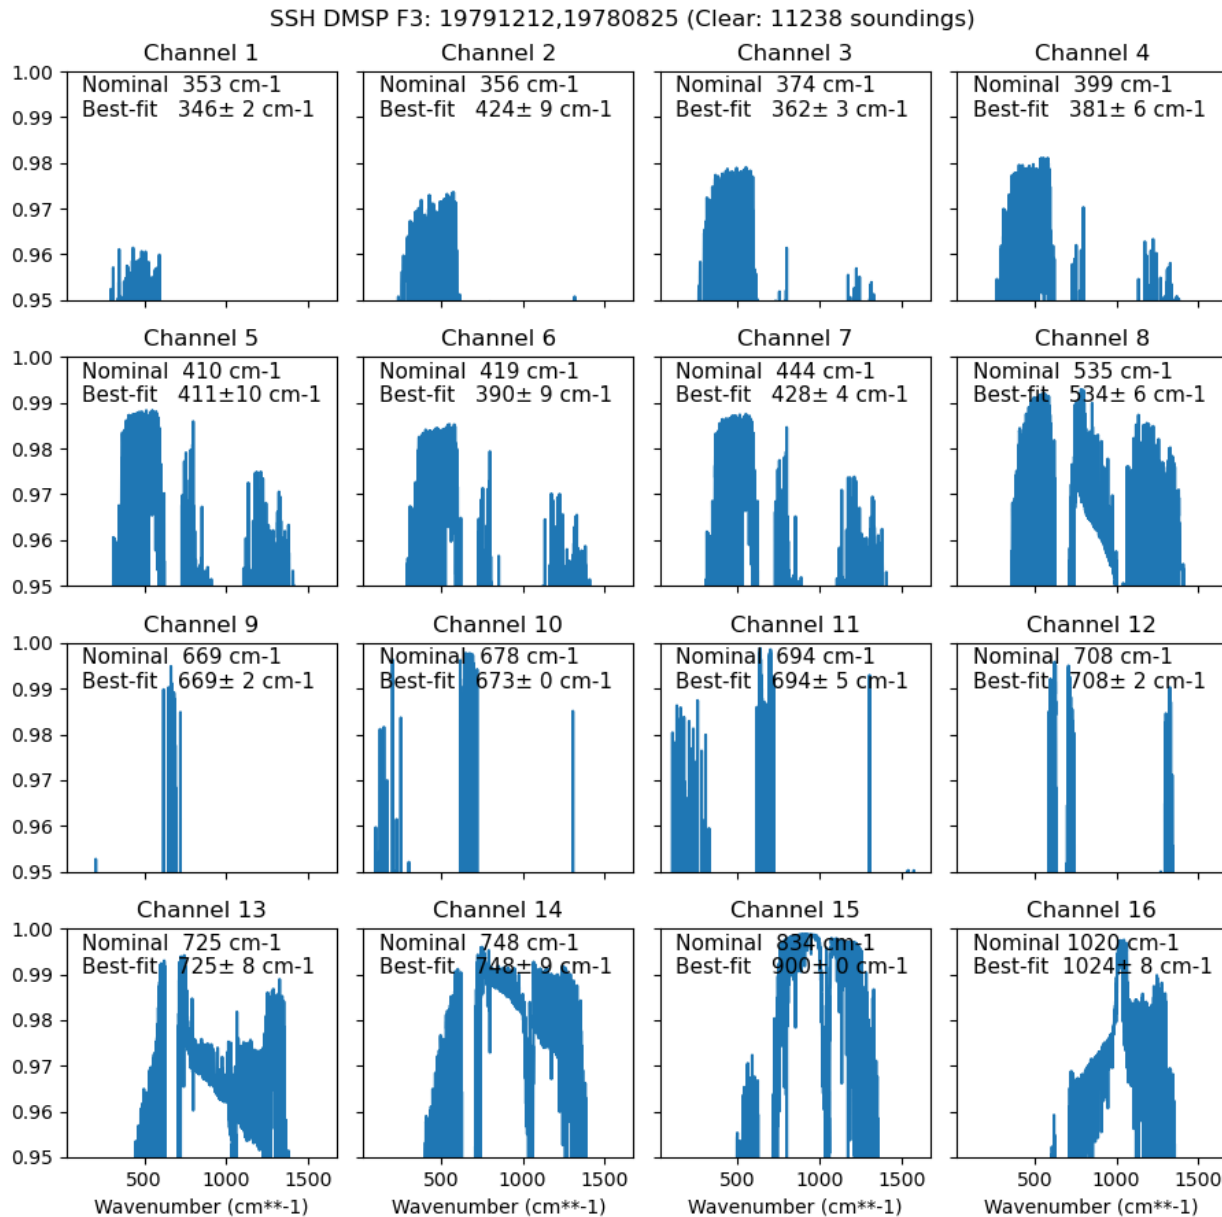 SSH DMSP F3: 19791212,19780825 (Clear: 11238 soundings)
Channel 1
Channel 2
Channel 3
Channel 4
1.00
0.99
0.98
0.97
0.96
0.95
Nominal 353 cm-1
Best-fit 346± 2 cm-1
Nominal 356 cm-1
Best-fit 424± 9 cm-1
Nominal 374 cm-1
Best-fit 362± 3 cm-1
Nominal 399 cm-1
Best-fit 381± 6 cm-1
Channel 5
Channel 6
Channel 7
Channel 8
1.00
0.99
0.98
0.97
0.96
0.95
Nominal 410 cm-1
Best-fit 411±10 cm-1
Nominal 419 cm-1
Best-fit 390± 9 cm-1
Nominal 444 cm-1
Best-fit 428± 4 cm-1
Nominal 535 cm-1
Best-fit 534± 6 cm-1
Channel 9
Channel 10
Channel 11
Channel 12
1.00
0.99
0.98
0.97
0.96
0.95
Nominal 669 cm-1
Best-fit 669± 2 cm-1
Nominal 678 cm-1
Best-fit 673± 0 cm-1
Nominal 694 cm-1
Best-fit 694± 5 cm-1
Nominal 708 cm-1
Best-fit 708± 2 cm-1
Channel 13
Channel 14
Channel 15
Channel 16
1.00
0.99
0.98
0.97
0.96
0.95
Nominal 725 cm-1
Best-fit 725± 8 cm-1
Nominal 748 cm-1
Best-fit 748± 9 cm-1
Nominal 834 cm-1
Best-fit 900± 0 cm-1
Nominal 1020 cm-1
Best-fit 1024± 8 cm-1
500 1000 1500
500 1000 1500
500 1000 1500
500 1000 1500
Wavenumber (cm**-1)
Wavenumber (cm**-1)
Wavenumber (cm**-1)
Wavenumber (cm**-1)